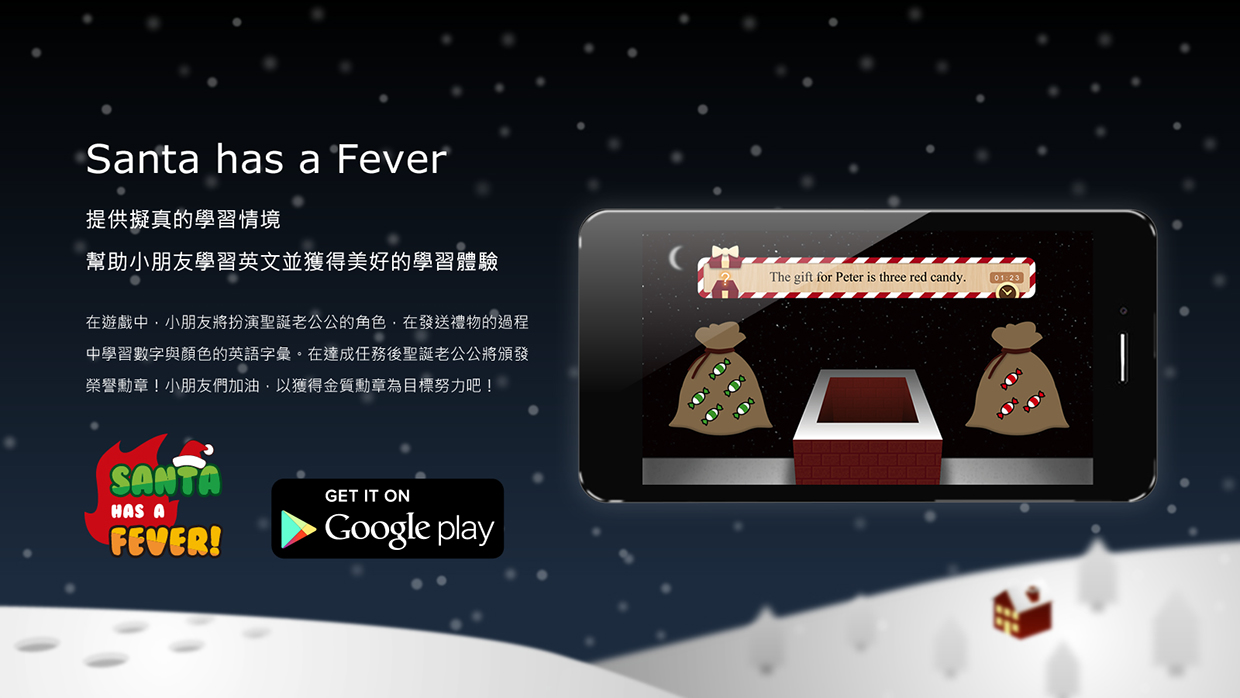 Santa has a Fever
提供擬真的學習情境
幫助小朋友學習英文並獲得美好的學習體驗
在遊戲中，小朋友將扮演聖誕老公公的角色，在發送禮物的過程
中學習數字與顏色的英語字彙。在達成任務後聖誕老公公將頒發
榮譽勳章！小朋友們加油，以獲得金質勳章為目標努力吧！
SANTA
HAS A
FEVER!
GET IT ON
Google play
The gift for Peter is three red candy.
01:23
?